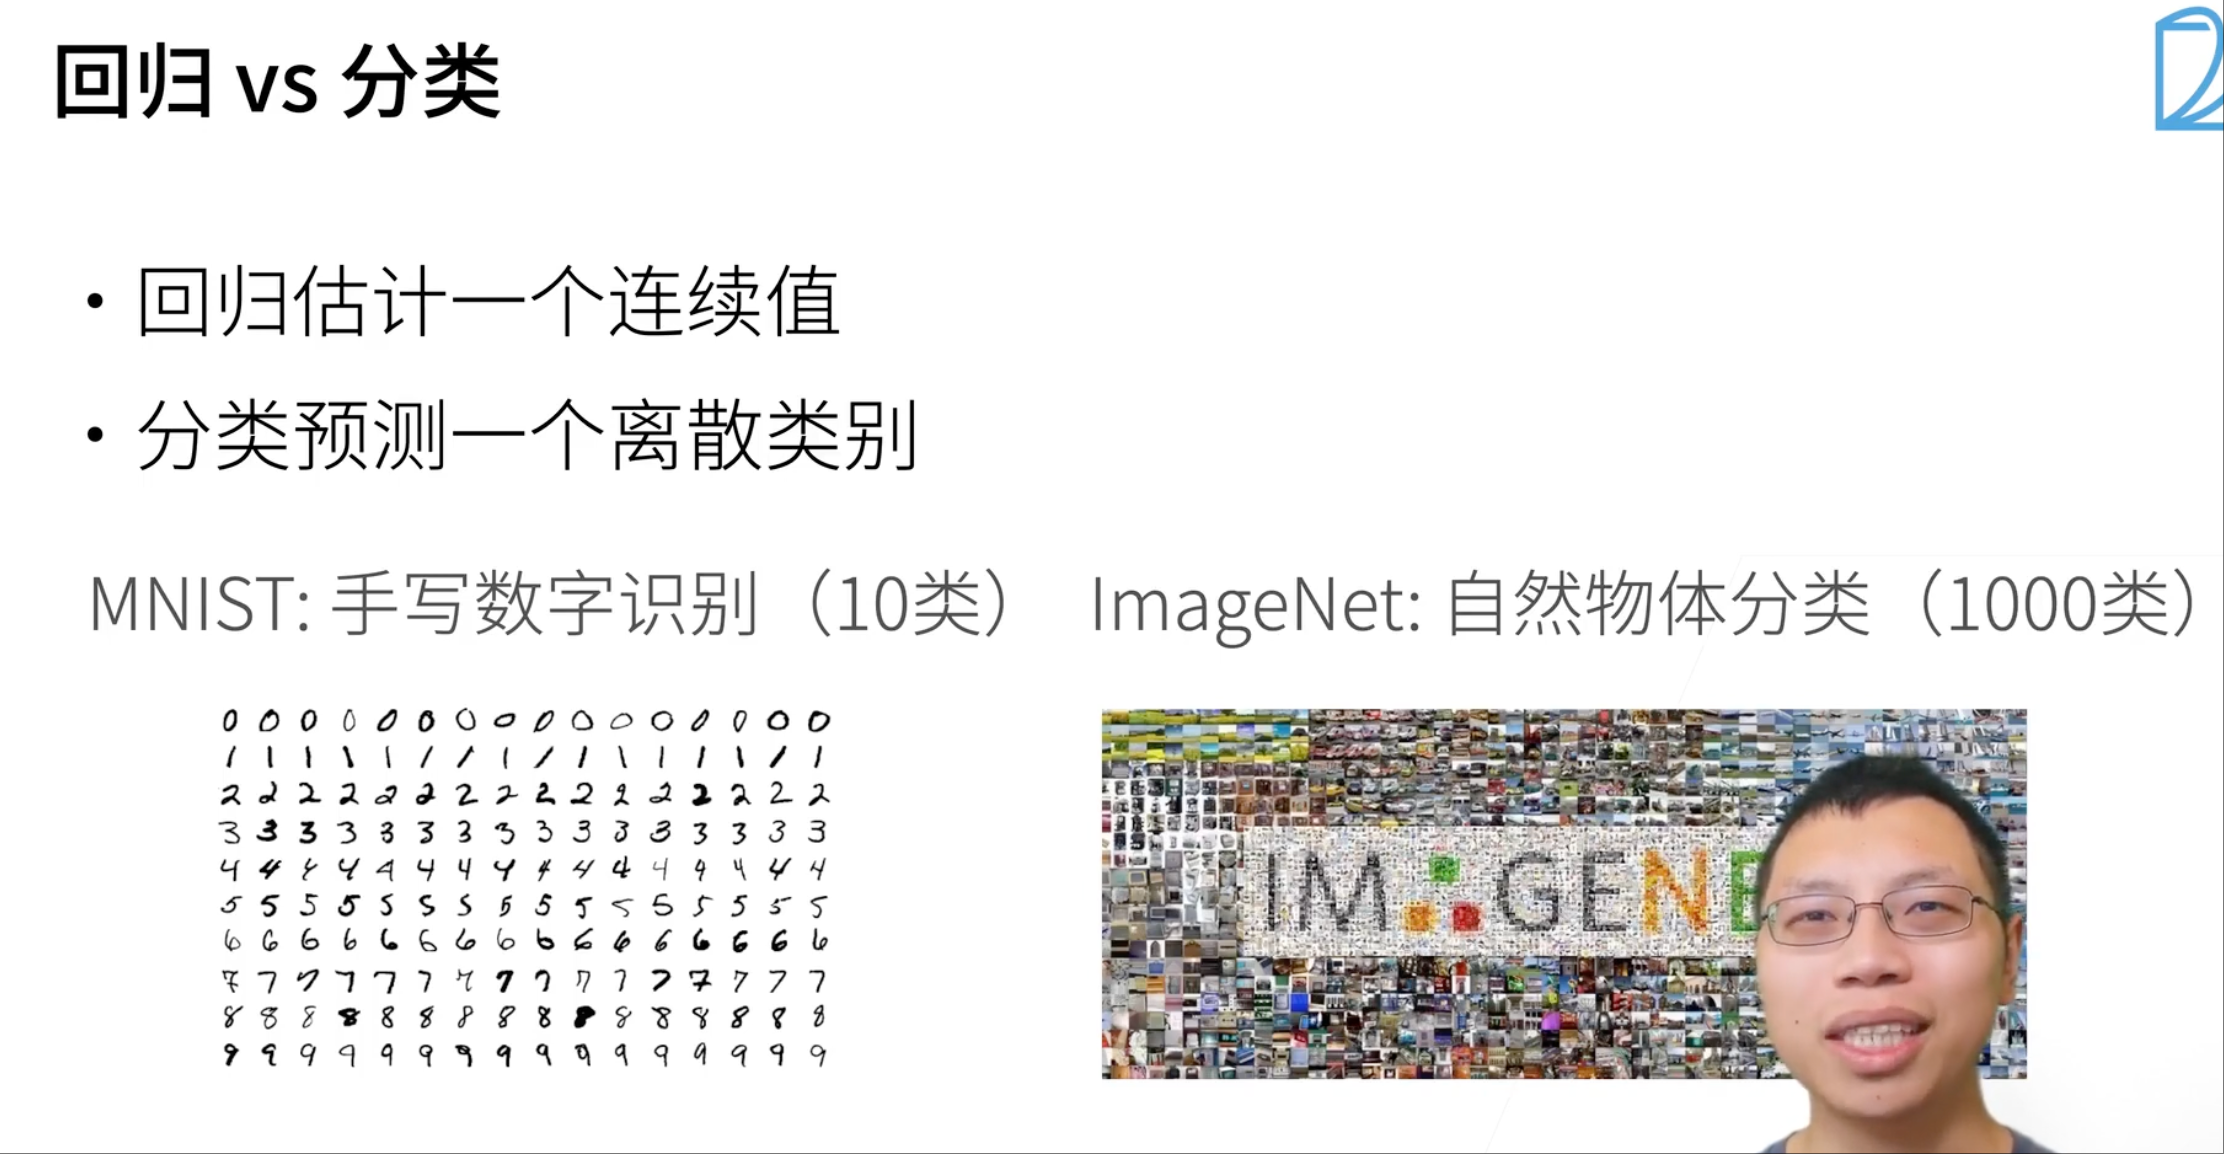 回归 vs 分类
• 回归估计一个连续值
• 分类预测一个离散类别
MNIST: 手写数字识别（10类）
ImageNet: 自然物体分类（1000类）
0 0 0 0 0 0 0 0 0 0 0 0 0 0 0 0
1 1 1 1 1 1 1 1 1 1 1 1 1 1 1 1
2 2 2 2 2 2 2 2 2 2 2 2 2 2 2 2
3 3 3 3 3 3 3 3 3 3 3 3 3 3 3 3
4 4 4 4 4 4 4 4 4 4 4 4 4 4 4 4
5 5 5 5 5 5 5 5 5 5 5 5 5 5 5 5
6 6 6 6 6 6 6 6 6 6 6 6 6 6 6 6
7 7 7 7 7 7 7 7 7 7 7 7 7 7 7 7
8 8 8 8 8 8 8 8 8 8 8 8 8 8 8 8
9 9 9 9 9 9 9 9 9 9 9 9 9 9 9 9
IM GENE